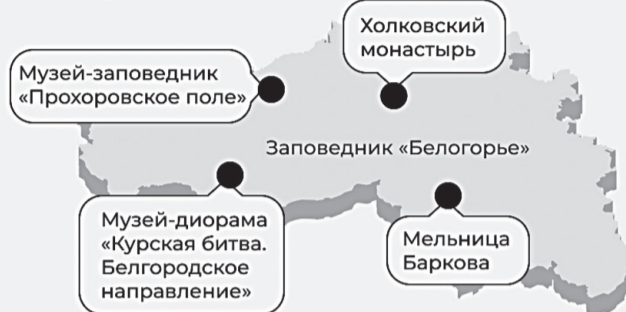 Холковский
монастырь
Музей-заповедник
«Прохоровское поле»
Заповедник «Белогорье»
Музей-диорама
«Курская битва.
Белгородское
направление»
Мельница
Баркова